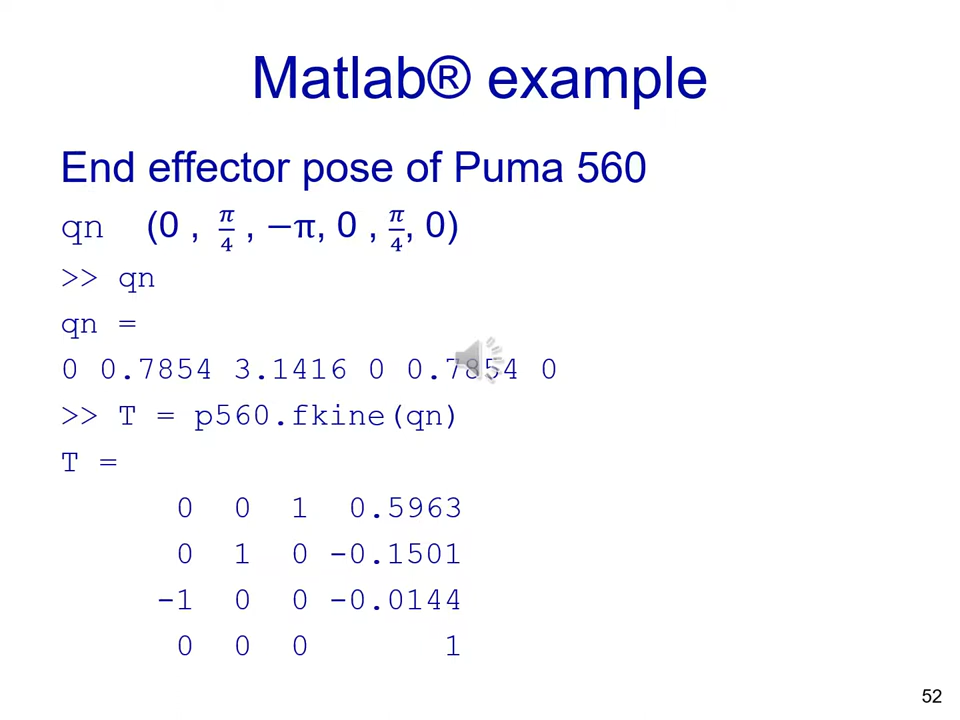 Matlab® example
End effector pose of Puma 560
qn (0 , π/4 , −π, 0 , π/4, 0)
>> qn
qn =
0 0.7854 3.1416 0 0.7854 0
>> T = p560.fkine(qn)
T =
0 0 1 0.5963
0 1 0 -0.1501
-1 0 0 -0.0144
0 0 0 1
52